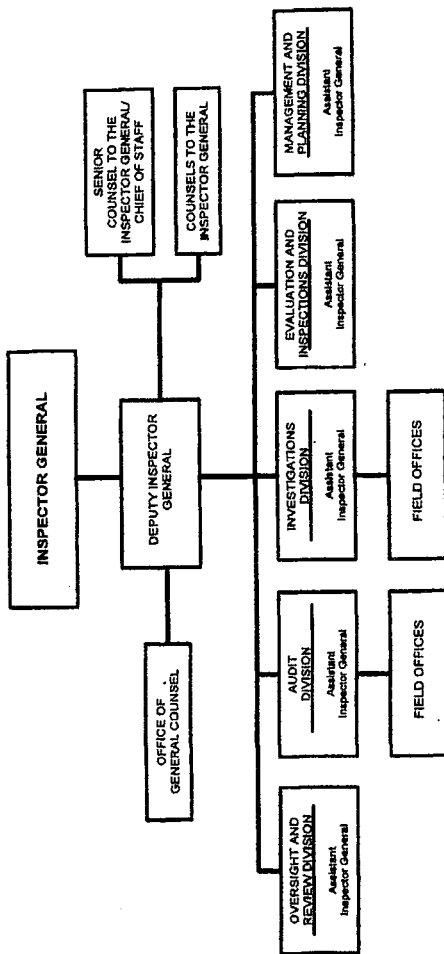 INSPECTOR GENERAL
SENIOR
COUNSEL TO THE
INSPECTOR GENERAL/
CHIEF OF STAFF
DEPUTY INSPECTOR
GENERAL
COUNSELS TO THE
INSPECTOR GENERAL
OFFICE OF
GENERAL COUNSEL
OVERSIGHT AND
REVIEW DIVISION
Assistant
Inspector General
AUDIT
DIVISION
Assistant
Inspector General
INVESTIGATIONS
DIVISION
Assistant
Inspector General
EVALUATION AND
INSPECTIONS DIVISION
Assistant
Inspector General
MANAGEMENT AND
PLANNING DIVISION
Assistant
Inspector General
FIELD OFFICES
FIELD OFFICES